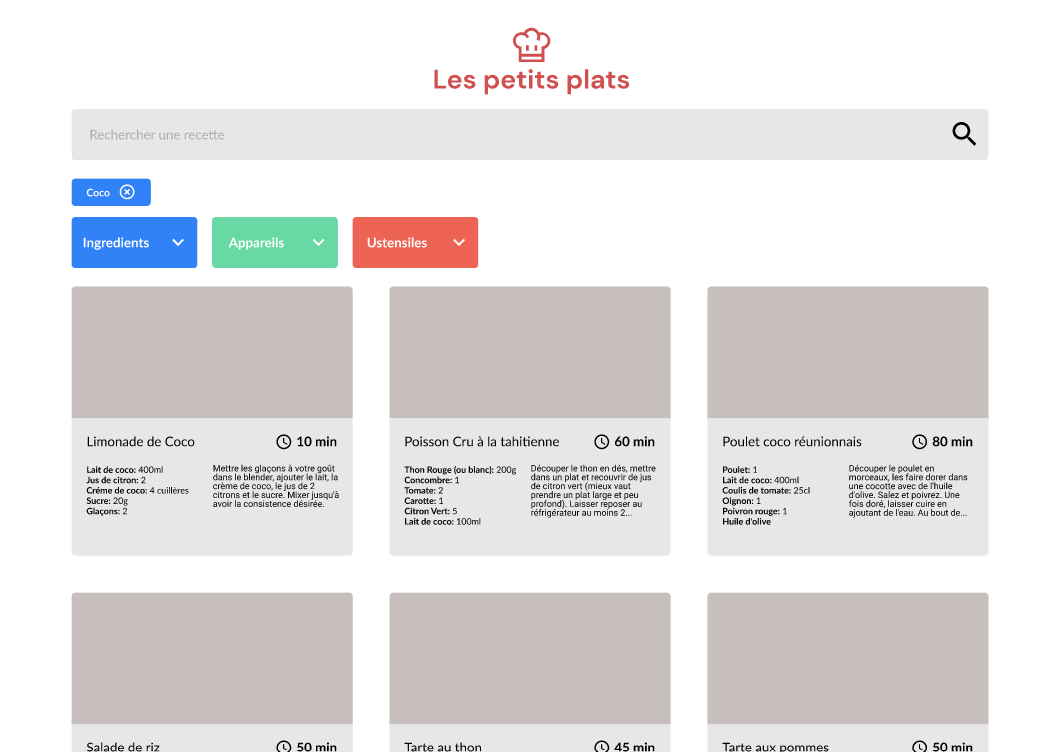 Les petits plats
Rechercher une recette
Coco
Ingredients
Appareils
Ustensiles
Limonade de Coco
10 min
Lait de coco: 400ml
Jus de citron: 2
Créme de coco: 4 cuillères
Sucre: 20g
Glaçons: 2
Mettre les glaçons à votre goût
dans le blender, ajouter le lait, la
crème de coco, le jus de 2
citrons et le sucre. Mixer jusqu'à
avoir la consistence désirée.
Poisson Cru à la tahitienne
60 min
Thon Rouge (ou blanc): 200g
Concombre: 1
Tomate: 2
Carotte: 1
Citron Vert: 5
Lait de coco: 100ml
Découper le thon en dés, mettre
dans un plat et recouvrir de jus
de citron vert (mieux vaut
prendre un plat large et peu
profond). Laisser reposer au
réfrigérateur au moins 2...
Poulet coco réunionnais
80 min
Poulet: 1
Lait de coco: 400ml
Coulis de tomate: 25cl
Oignon: 1
Poivron rouge: 1
Huile d'olive
Découper le poulet en
morceaux, les faire dorer dans
une cocotte avec de l'huile
d'olive. Salez et poivrez. Une
fois doré, laisser cuire en
ajoutant de l'eau. Au bout de...
Salade de riz
50 min
Tarte au thon
45 min
Tarte aux pommes
50 min